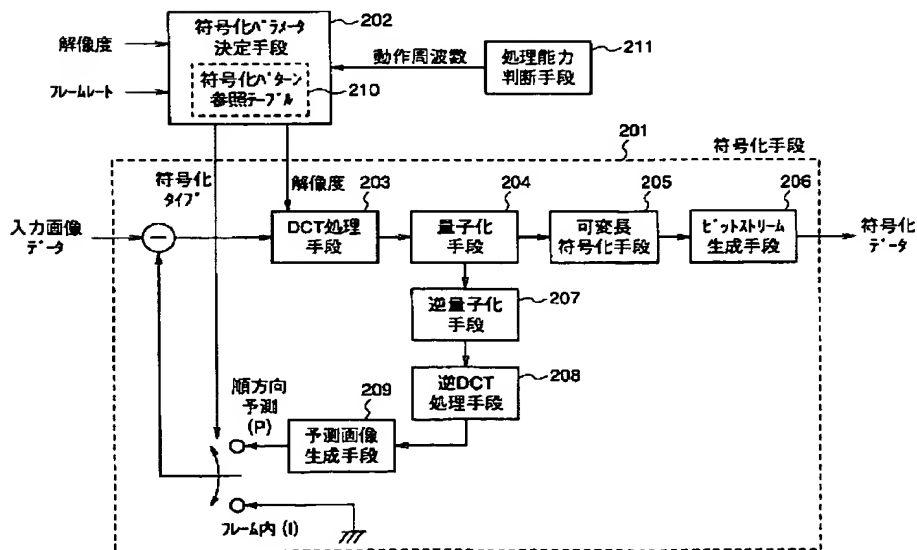 符号化パラメータ
決定手段
202
解像度
フレームレート
符号化パターン
参照テーブル
210
動作周波数
処理能力
判断手段
211
201
符号化手段
符号化
タイプ
解像度
203
204
205
206
入力画像
データ
DCT処理
手段
量子化
手段
可変長
符号化手段
ビットストリーム
生成手段
符号化
データ
逆量子化
手段
207
逆DCT
処理手段
208
順方向
予測
(P)
209
予測画像
生成手段
フレーム内 (I)